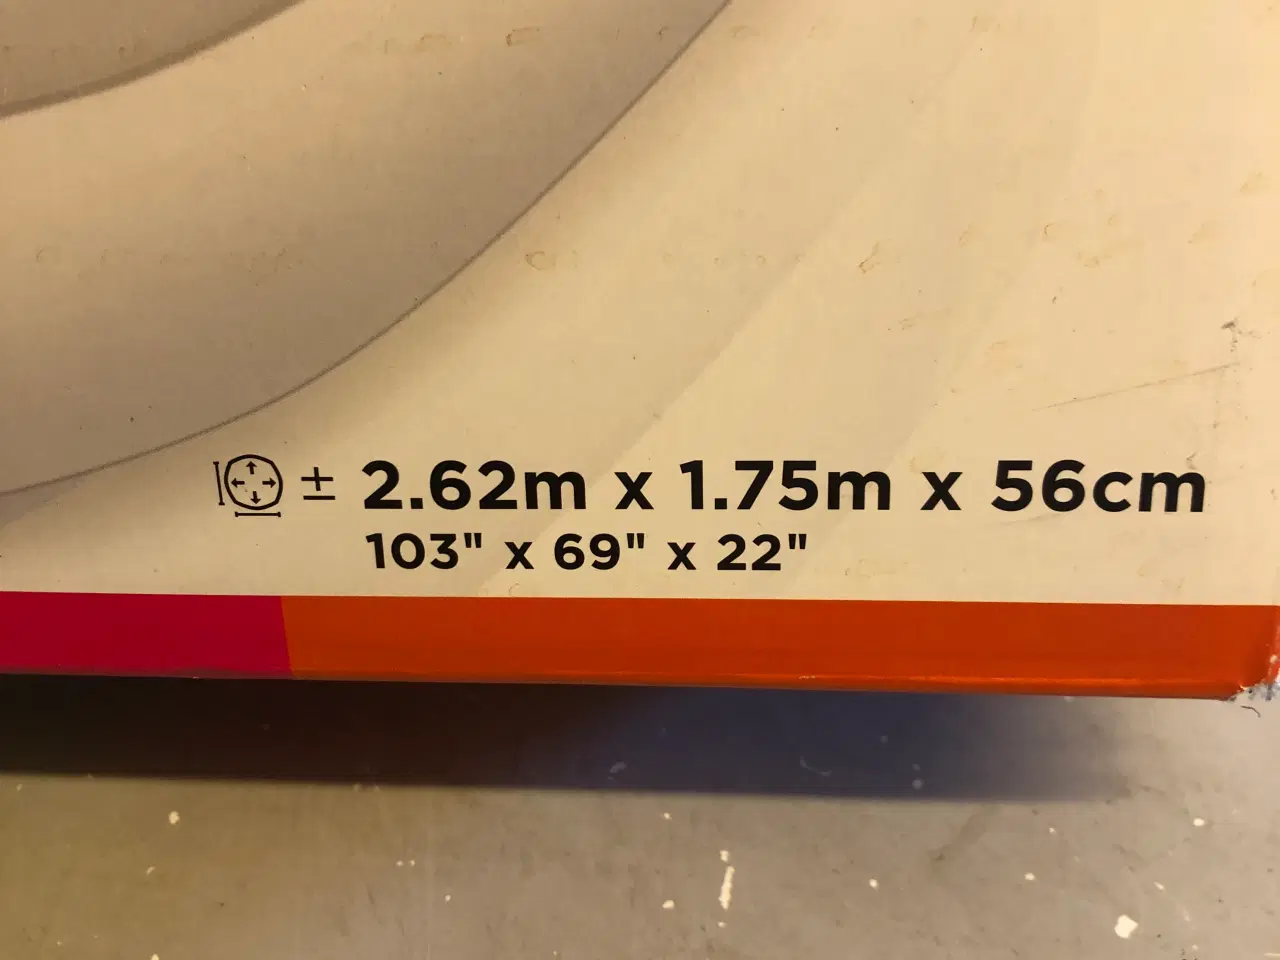 ± 2.62m x 1.75m x 56cm
103" x 69" x 22"